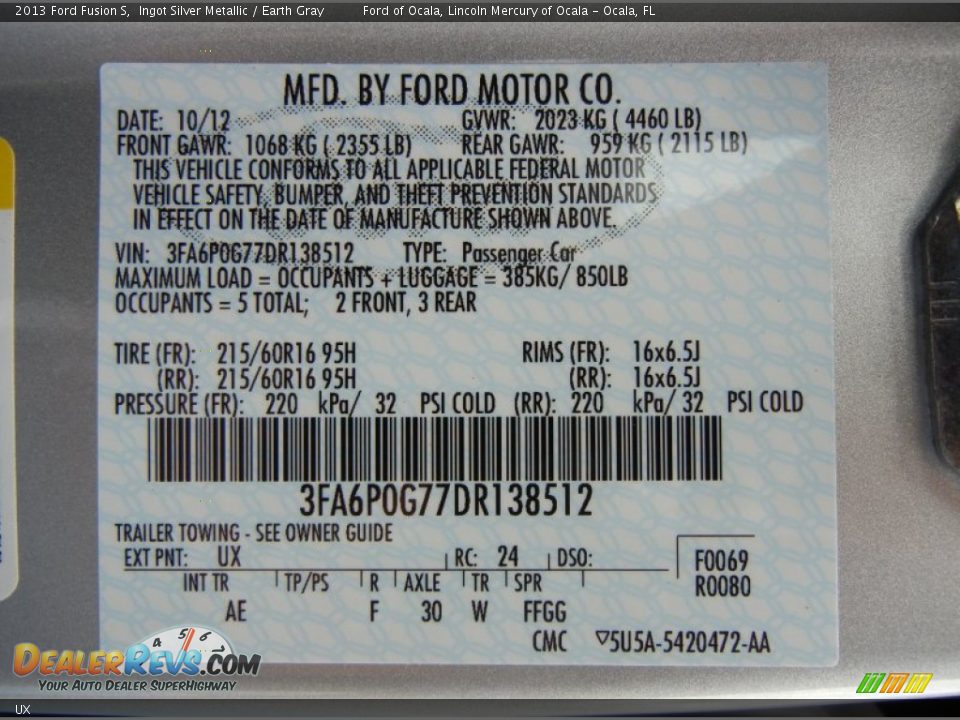 2013 Ford Fusion S, Ingot Silver Metallic / Earth Gray Ford of Ocala, Lincoln Mercury of Ocala - Ocala, FL
MFD. BY FORD MOTOR CO.
DATE: 10/12 GVWR: 2023 KG ( 4460 LB)
FRONT GAWR: 1068 KG ( 2355 LB) REAR GAWR: 959 KG ( 2115 LB)
THIS VEHICLE CONFORMS TO ALL APPLICABLE FEDERAL MOTOR
VEHICLE SAFETY, BUMPER, AND THEFT PREVENTION STANDARDS
IN EFFECT ON THE DATE OF MANUFACTURE SHOWN ABOVE.
VIN: 3FA6P0G77DR138512 TYPE: Passenger Car
MAXIMUM LOAD = OCCUPANTS + LUGGAGE = 385KG/ 850LB
OCCUPANTS = 5 TOTAL; 2 FRONT, 3 REAR
TIRE (FR): 215/60R16 95H RIMS (FR): 16x6.5J
(RR): 215/60R16 95H (RR): 16x6.5J
PRESSURE (FR): 220 kPa/ 32 PSI COLD (RR): 220 kPa/ 32 PSI COLD
3FA6P0G77DR138512
TRAILER TOWING - SEE OWNER GUIDE
EXT PNT: UX RC: 24 DSO: F0069
INT TR TP/PS R AXLE TR SPR R0080
AE F 30 W FFGG
CMC ▽5U5A-5420472-AA
4 5 6
DEALERREVS.COM
YOUR AUTO DEALER SUPERHIGHWAY
UX